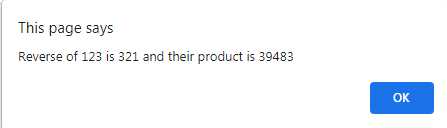 This page says
Reverse of 123 is 321 and their product is 39483
OK